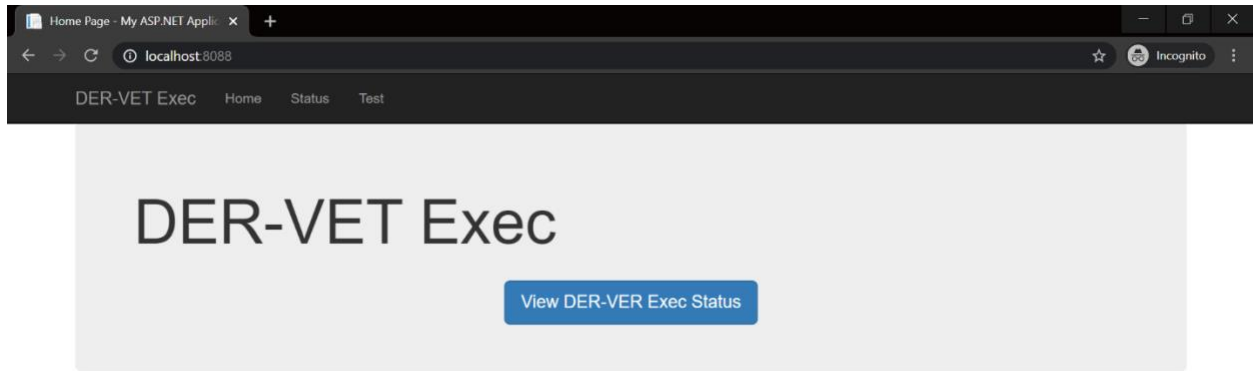 Home Page - My ASP.NET Applic
localhost:8088
Incognito
DER-VET Exec Home Status Test
DER-VET Exec
View DER-VER Exec Status